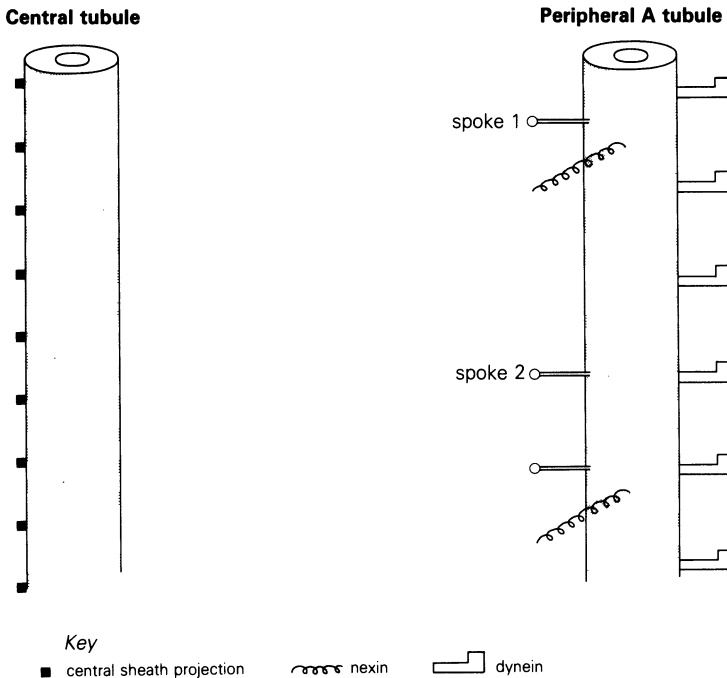 Central tubule
Peripheral A tubule
spoke 1
spoke 2
Key
central sheath projection
nexin
dynein